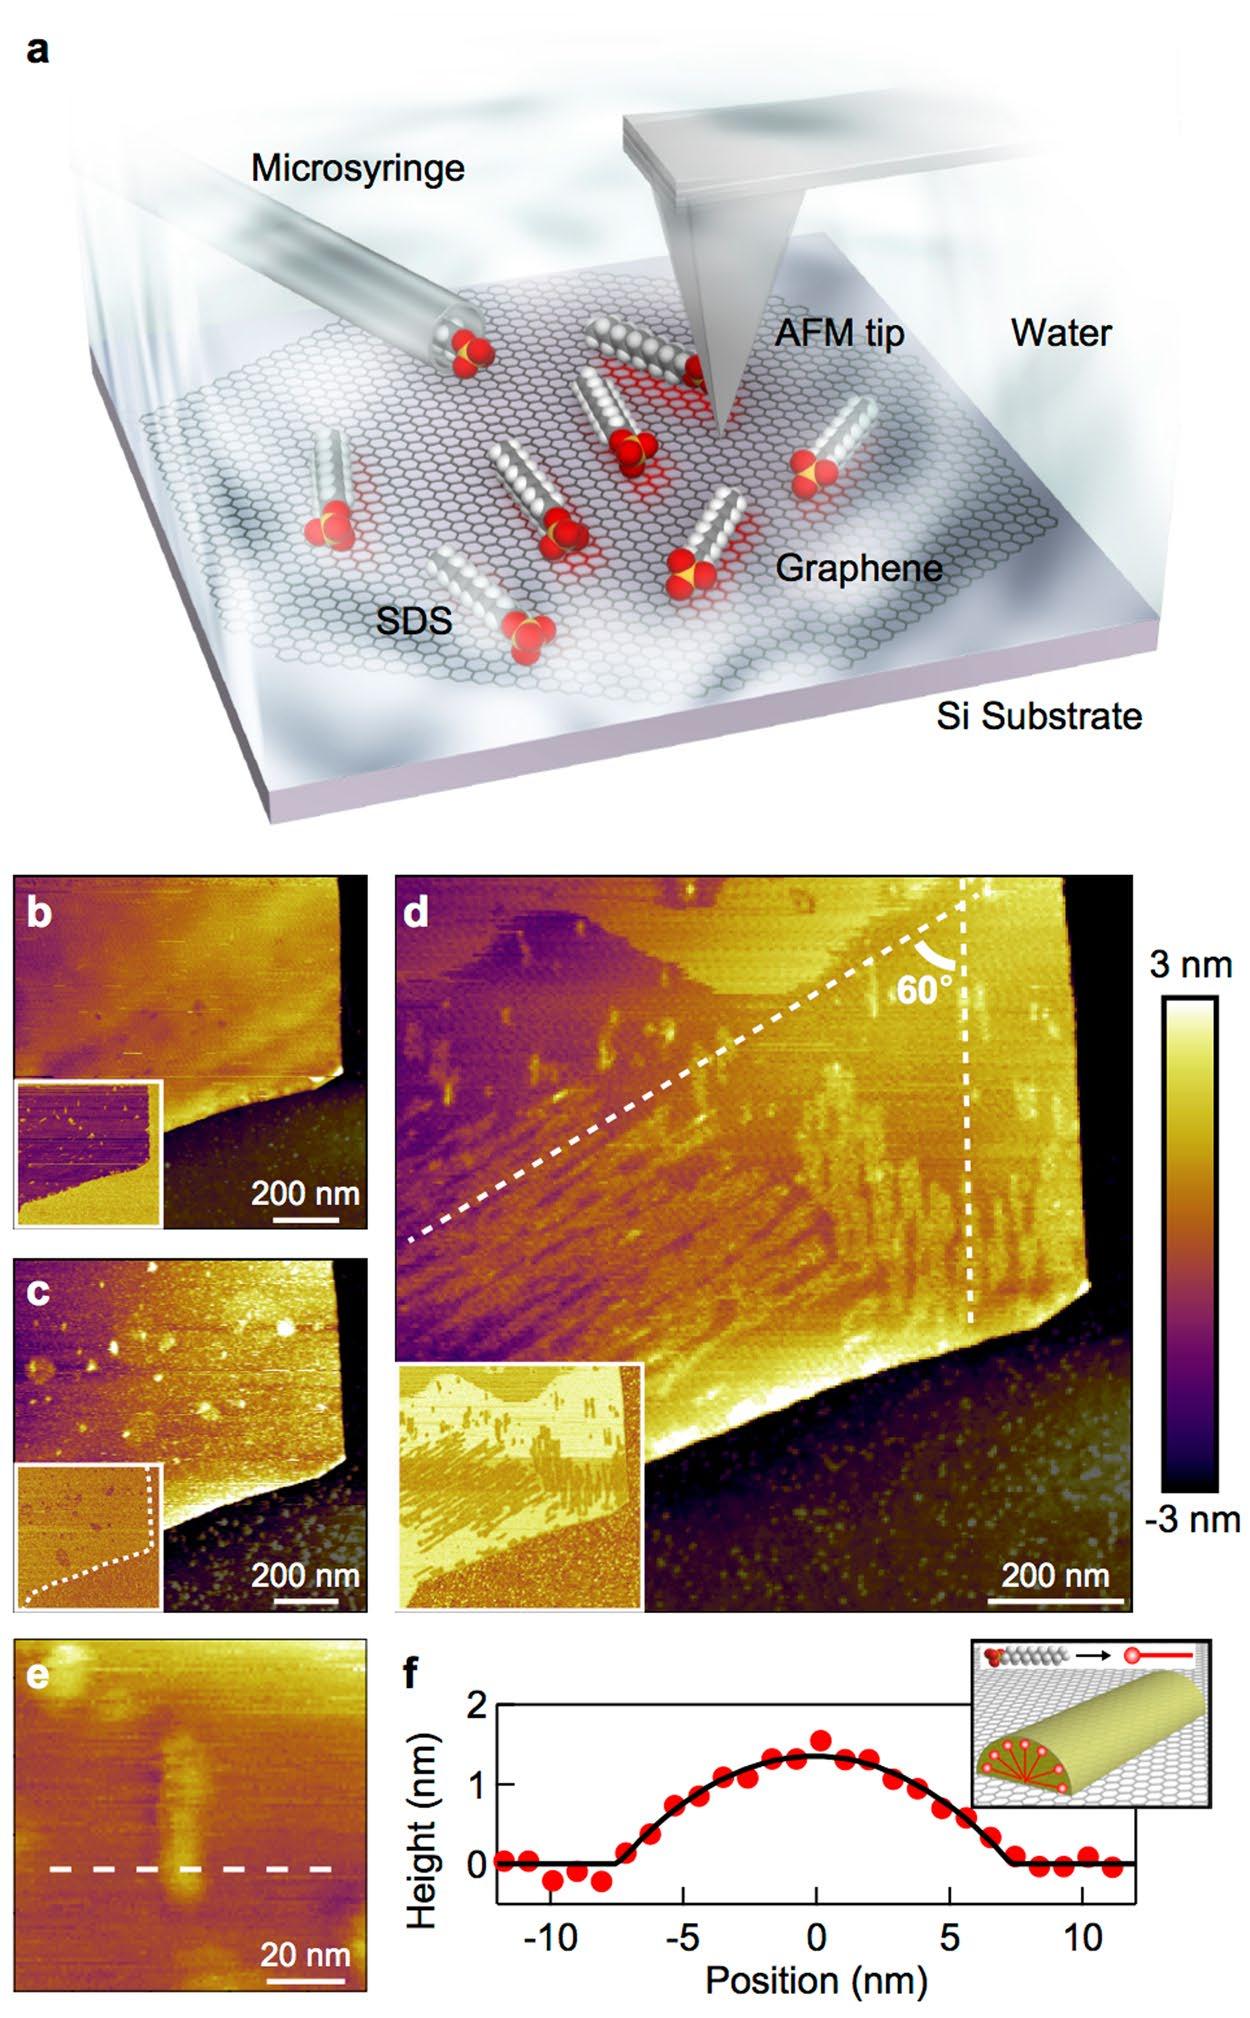 a
Microsyringe
AFM tip
Water
Graphene
SDS
Si Substrate
b
200 nm
c
200 nm
d
60°
200 nm
3 nm
-3 nm
e
20 nm
f
Height (nm)
2
1
0
-10 -5 0 5 10
Position (nm)